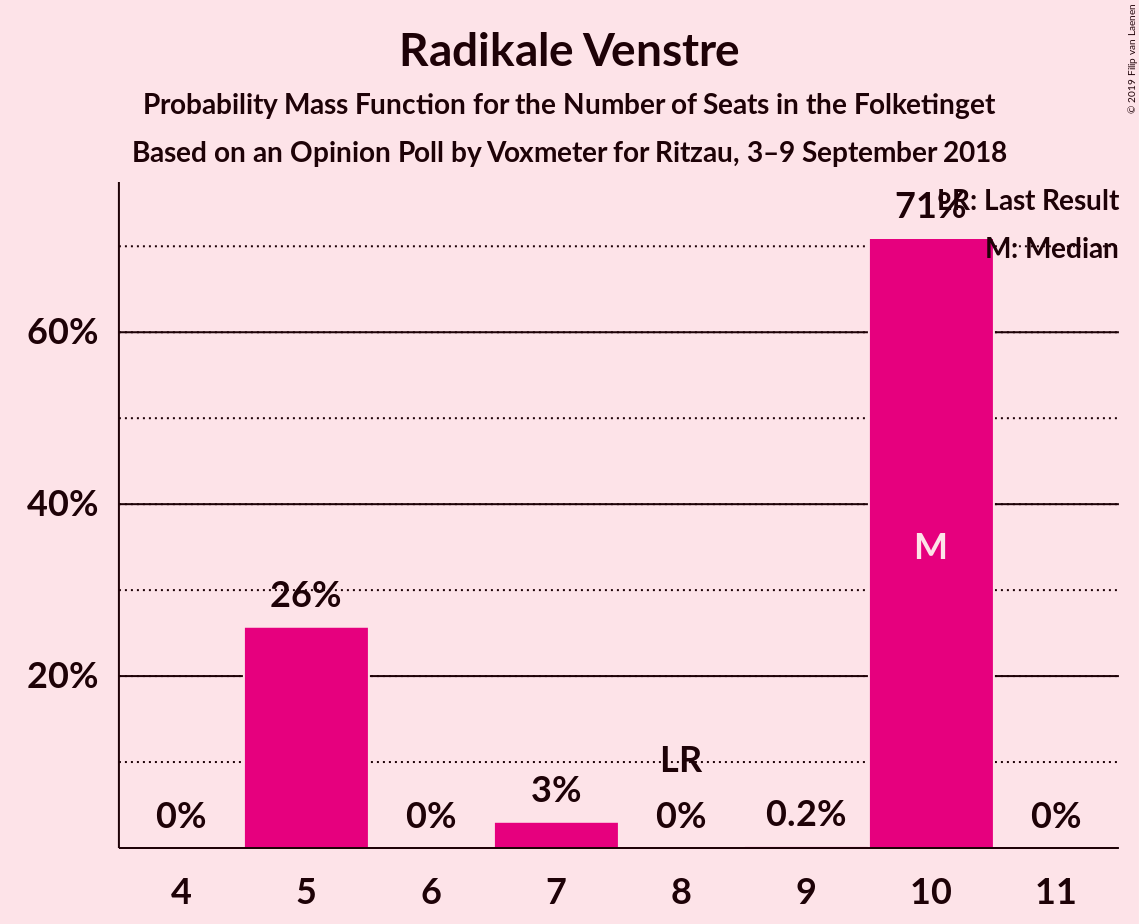 Radikale Venstre
Probability Mass Function for the Number of Seats in the Folketinget
Based on an Opinion Poll by Voxmeter for Ritzau, 3–9 September 2018
© 2019 Filip van Laenen
LR: Last Result
M: Median
71%
60%
40%
20%
M
26%
LR
0%
0%
3%
0%
0.2%
0%
4
5
6
7
8
9
10
11